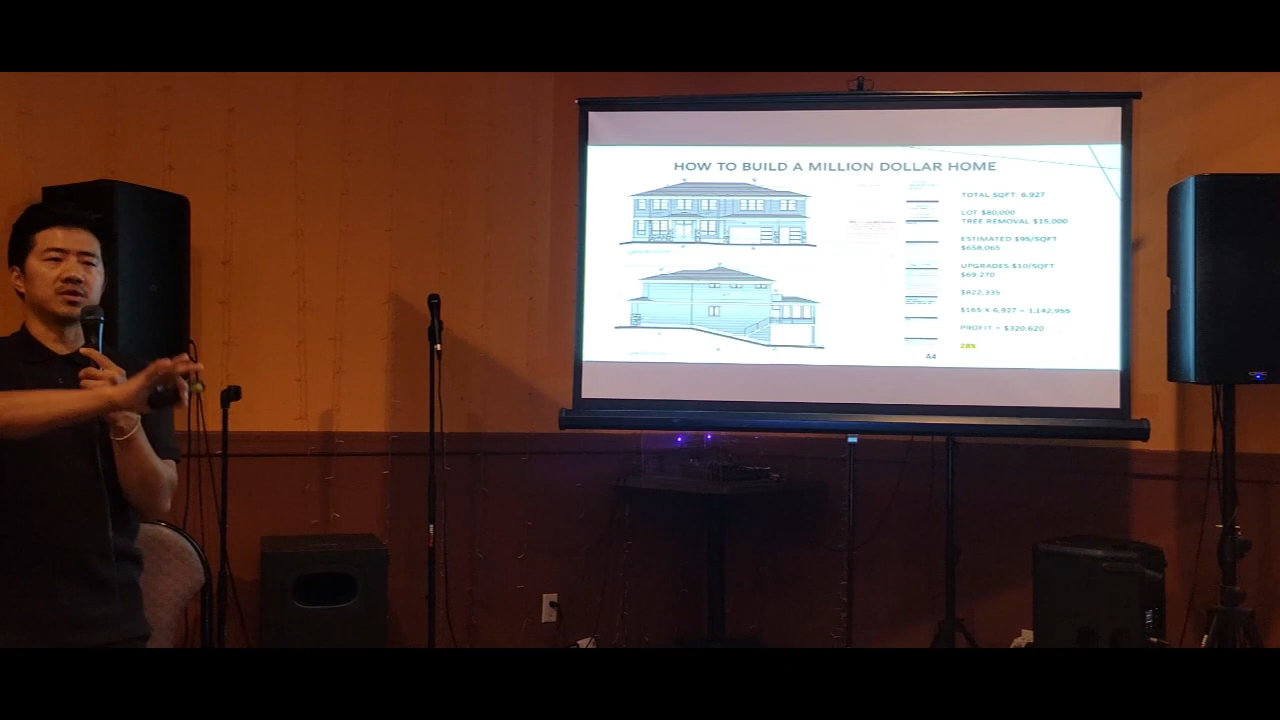 HOW TO BUILD A MILLION DOLLAR HOME
TOTAL SQFT: 6,927
LOT $80,000
TREE REMOVAL $15,000
ESTIMATED $95/SQFT
$658,065
UPGRADES $10/SQFT
$69,270
$822,335
$165 X 6,927 = 1,142,955
PROFIT = $320,620
28%
A4